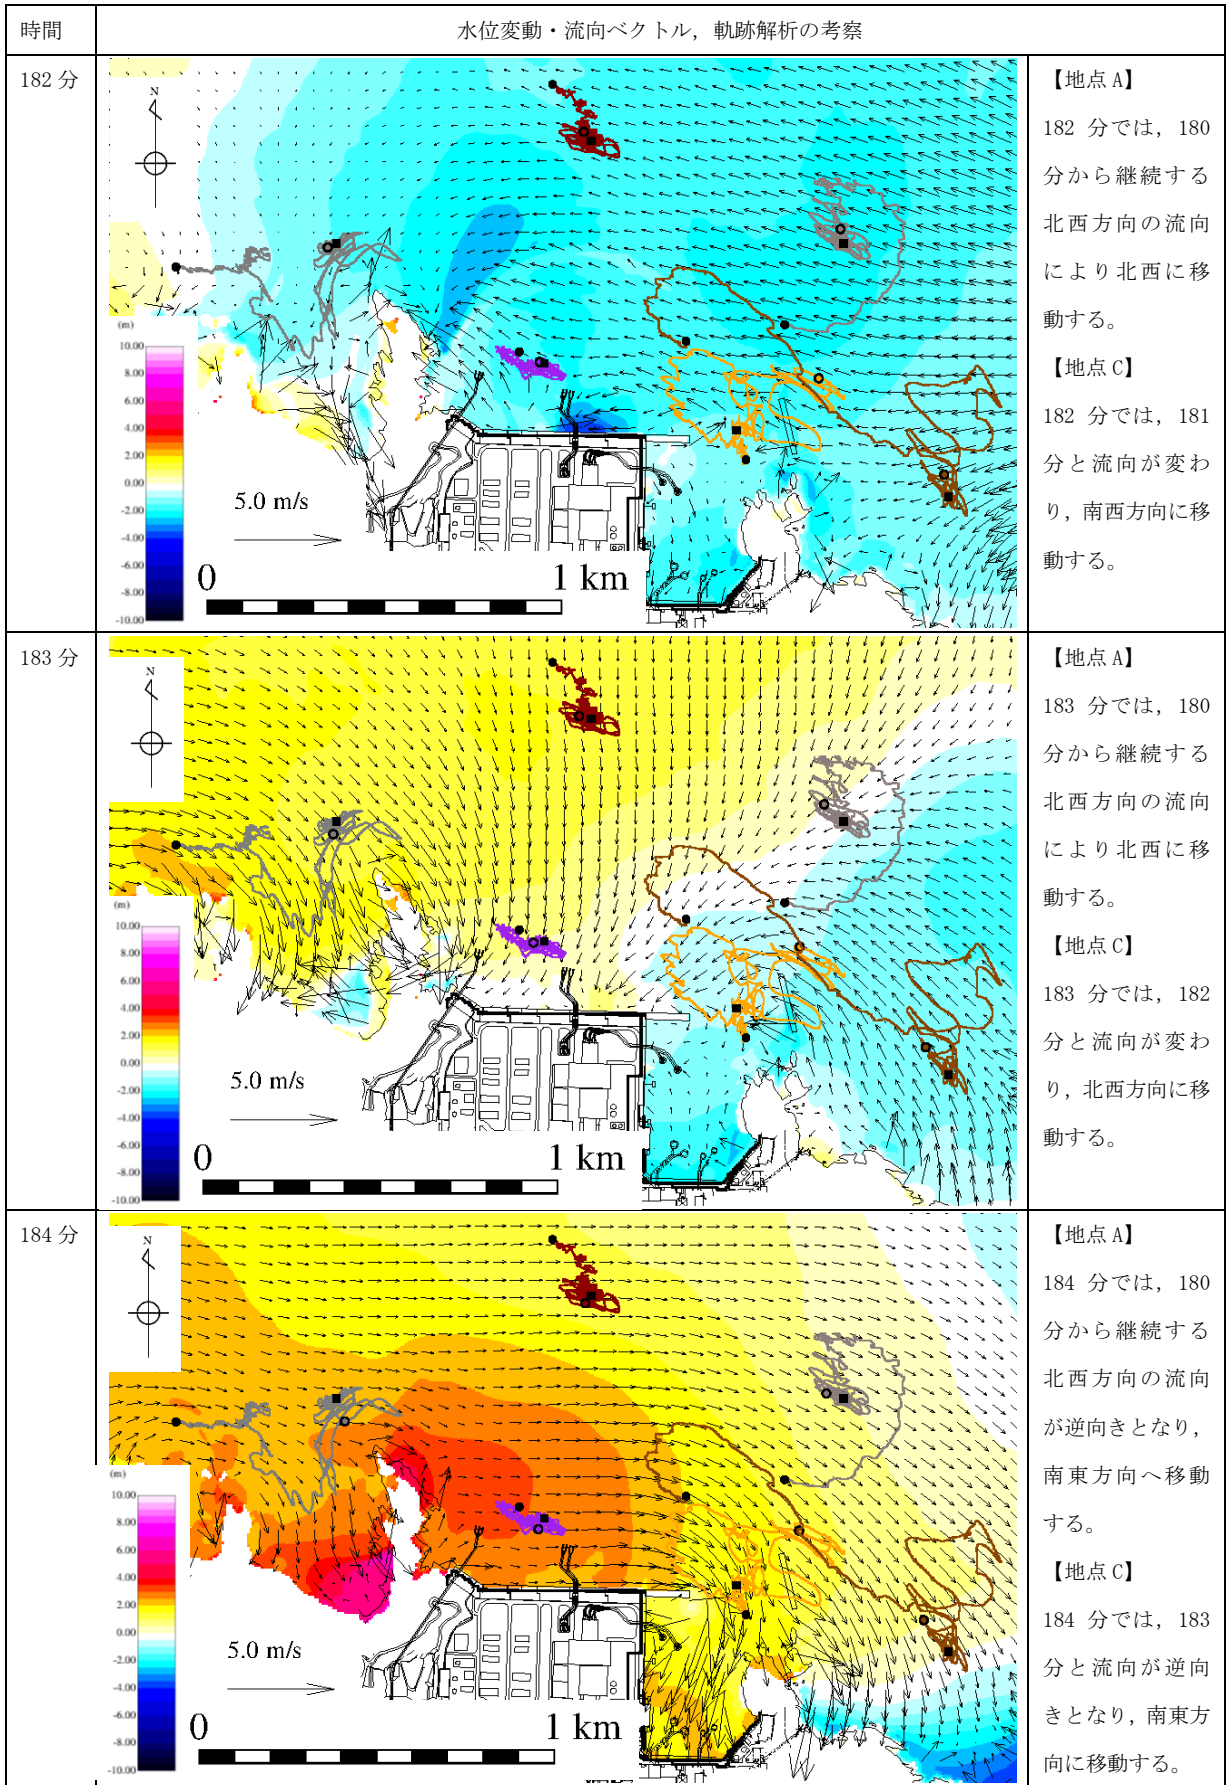 時間
水位変動・流向ベクトル，軌跡解析の考察
182 分
N
(m)
10.00
8.00
6.00
4.00
2.00
0.00
-2.00
-4.00
-6.00
-8.00
-10.00
5.0 m/s
0
1 km
【地点 A】
182 分では，180
分から継続する
北西方向の流向
により北西に移
動する。
【地点 C】
182 分では，181
分と流向が変わ
り，南西方向に移
動する。
183 分
N
(m)
10.00
8.00
6.00
4.00
2.00
0.00
-2.00
-4.00
-6.00
-8.00
-10.00
5.0 m/s
0
1 km
【地点 A】
183 分では，180
分から継続する
北西方向の流向
により北西に移
動する。
【地点 C】
183 分では，182
分と流向が変わ
り，北西方向に移
動する。
184 分
N
(m)
10.00
8.00
6.00
4.00
2.00
0.00
-2.00
-4.00
-6.00
-8.00
-10.00
5.0 m/s
0
1 km
【地点 A】
184 分では，180
分から継続する
北西方向の流向
が逆向きとなり，
南東方向へ移動
する。
【地点 C】
184 分では，183
分と流向が逆向
きとなり，南東方
向に移動する。